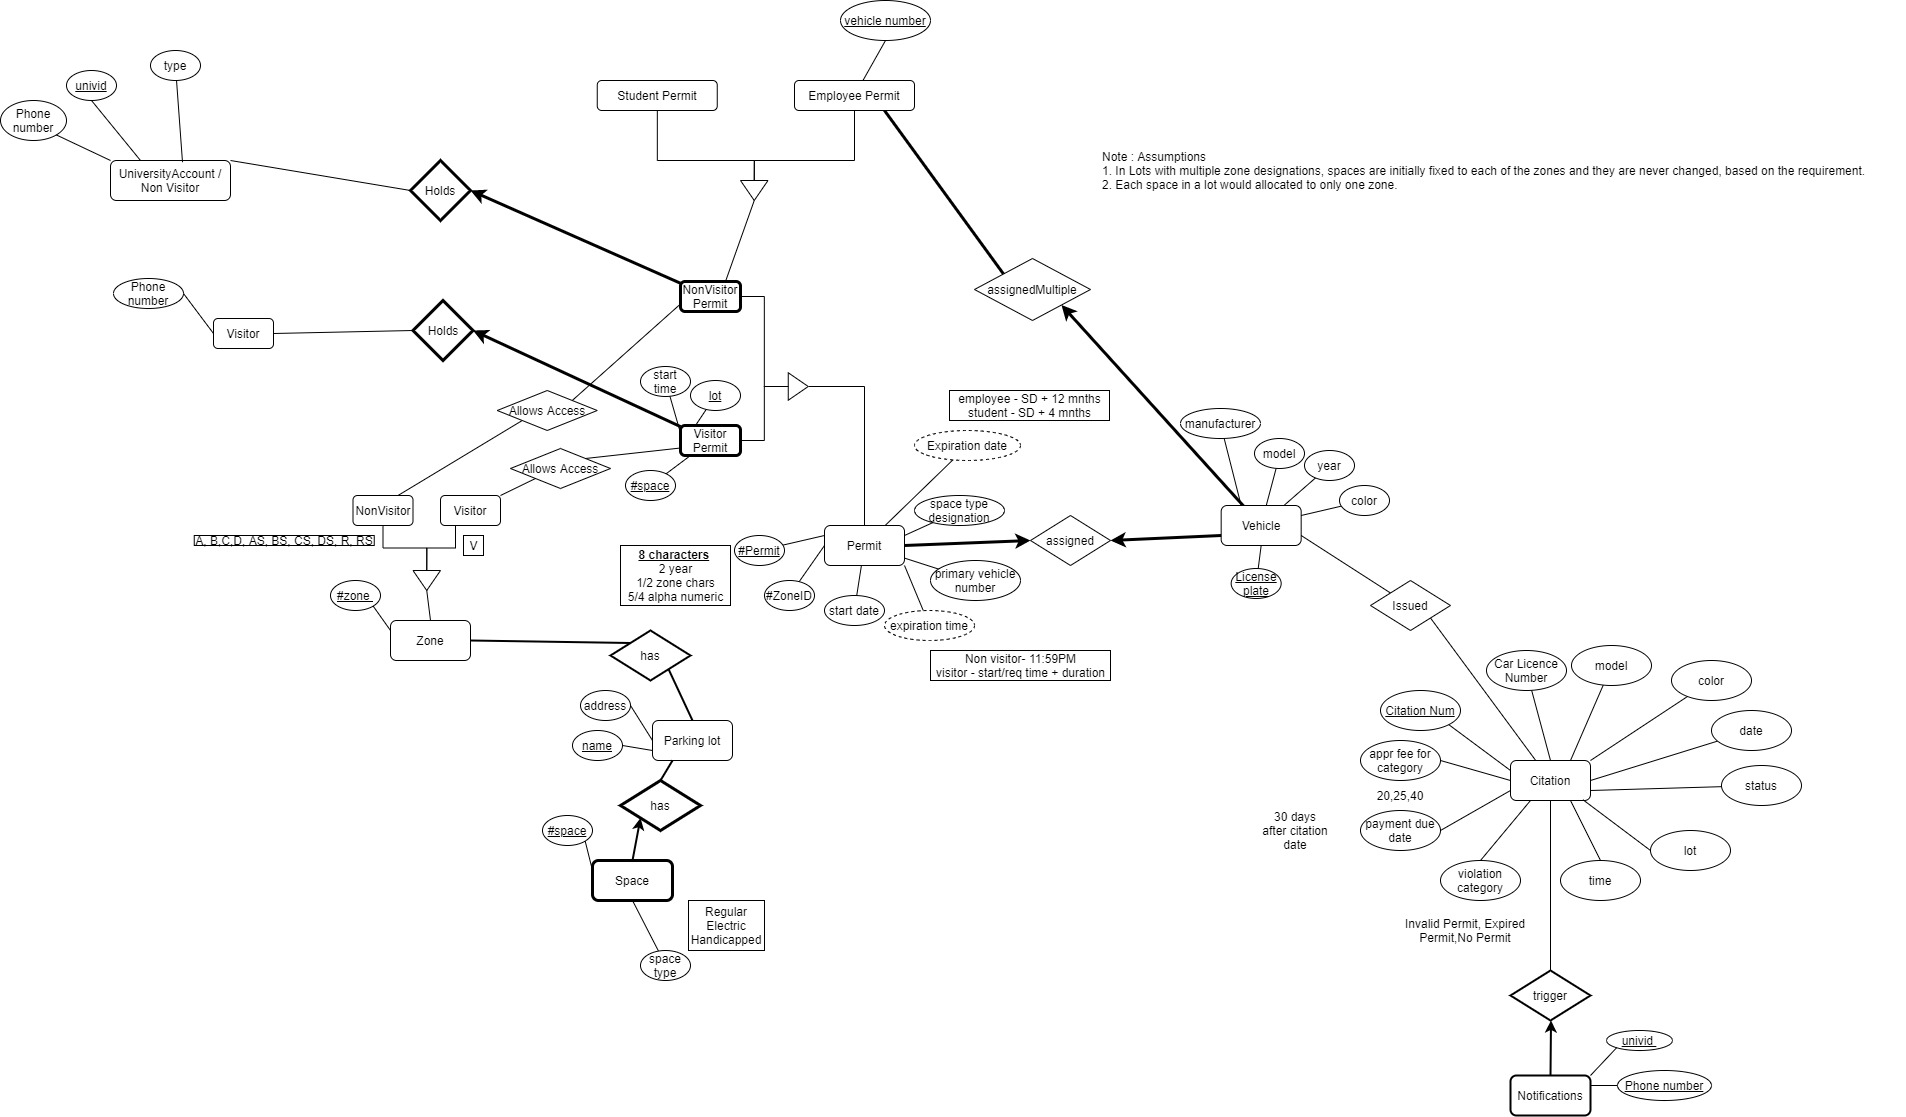 vehicle number
type
univid
Phone
number
Student Permit
Employee Permit
UniversityAccount /
Non Visitor
Holds
Note : Assumptions
1. In Lots with multiple zone designations, spaces are initially fixed to each of the zones and they are never changed, based on the requirement.
2. Each space in a lot would allocated to only one zone.
Phone
number
Visitor
Holds
NonVisitor
Permit
assignedMultiple
start
time
lot
Allows Access
Visitor
Permit
Allows Access
#space
employee - SD + 12 mnths
student - SD + 4 mnths
Expiration date
manufacturer
model
year
color
NonVisitor
Visitor
A, B,C,D, AS, BS, CS, DS, R, RS
V
space type
designation
Permit
assigned
Vehicle
#Permit
8 characters
2 year
1/2 zone chars
5/4 alpha numeric
#ZoneID
start date
primary vehicle
number
expiration time
License
plate
#zone
Zone
has
Non visitor- 11:59PM
visitor - start/req time + duration
Issued
address
name
Parking lot
has
#space
Space
Regular
Electric
Handicapped
space
type
Car Licence
Number
model
color
Citation Num
date
appr fee for
category
Citation
status
20,25,40
30 days
after citation
date
payment due
date
lot
violation
category
time
Invalid Permit, Expired
Permit,No Permit
trigger
univid
Phone number
Notifications